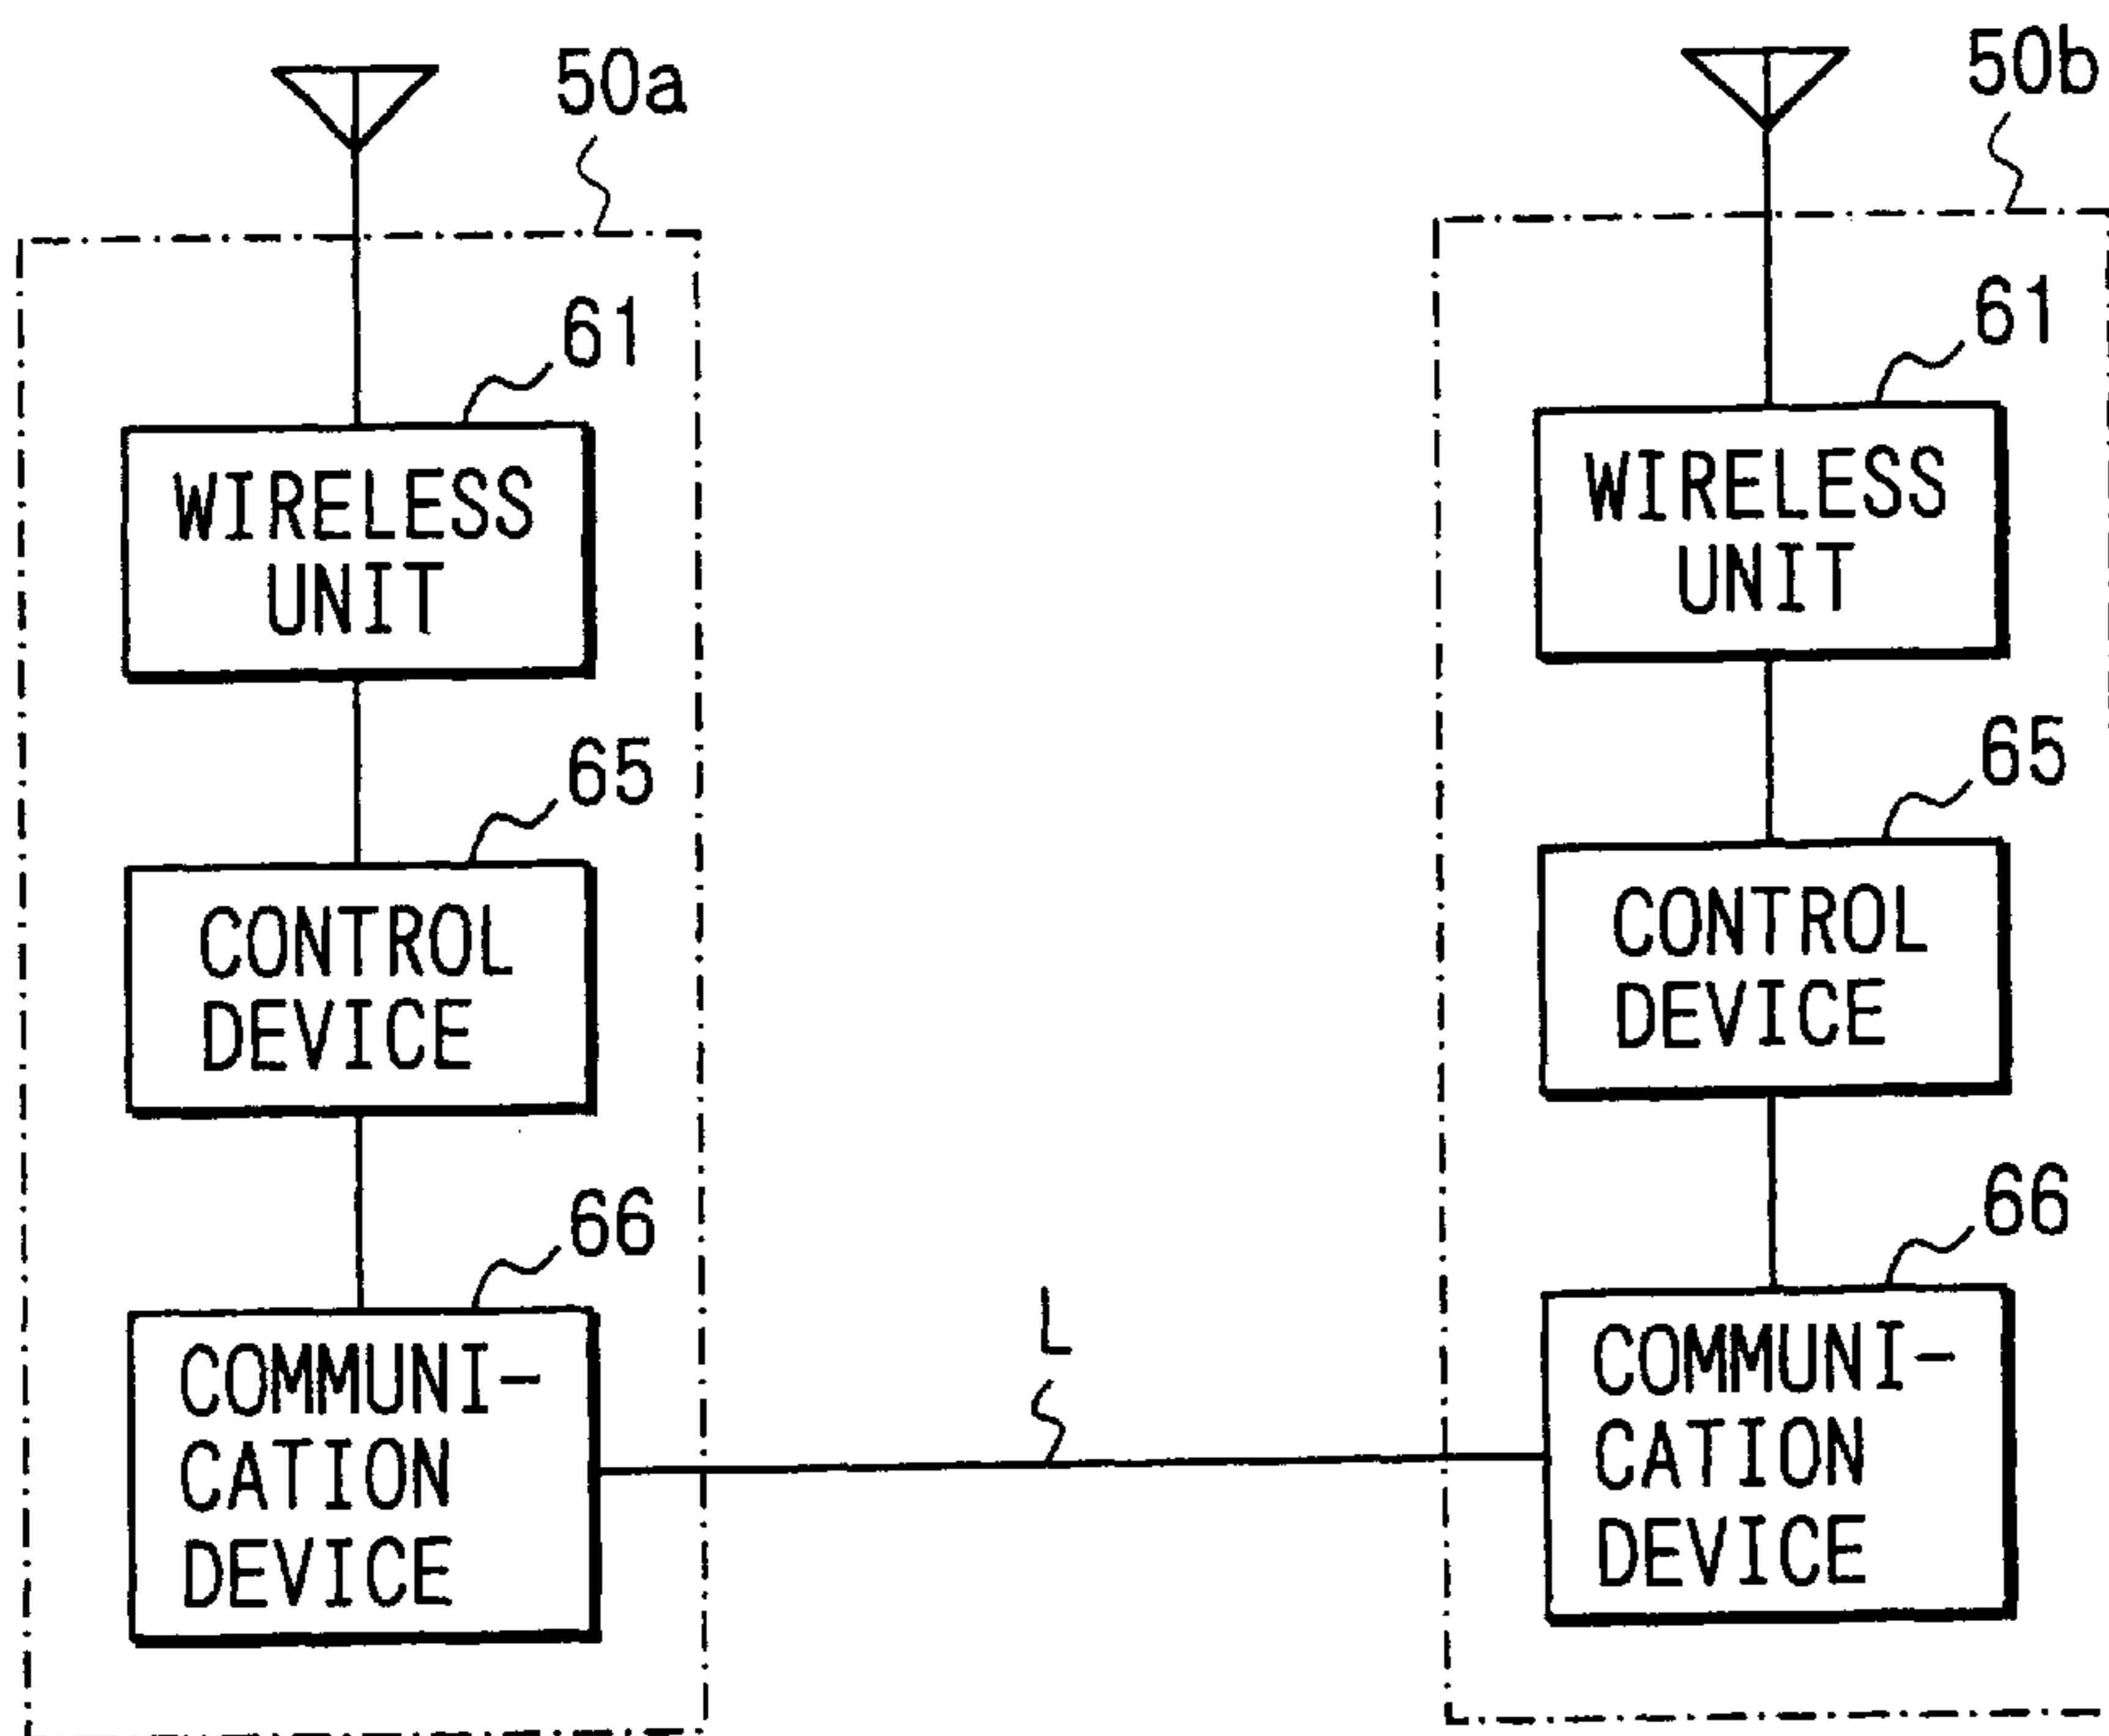 50a
61
WIRELESS
UNIT
65
CONTROL
DEVICE
66
COMMUNI-
CATION
DEVICE
L
50b
61
WIRELESS
UNIT
65
CONTROL
DEVICE
66
COMMUNI-
CATION
DEVICE